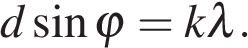 d sin φ = kλ.